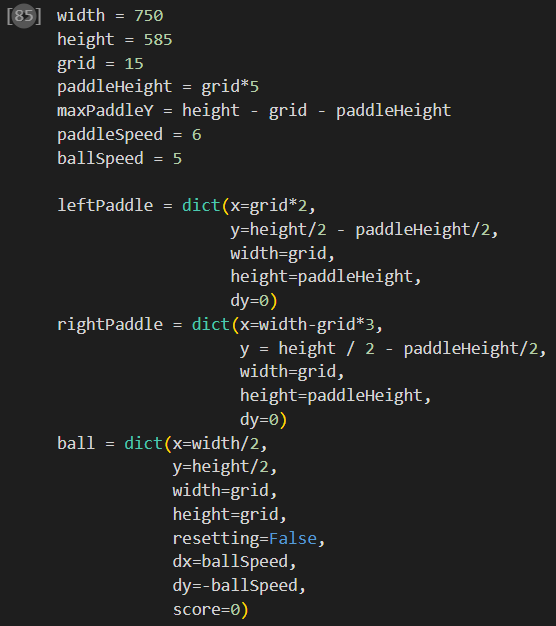 [85] width = 750
height = 585
grid = 15
paddleHeight = grid*5
maxPaddleY = height - grid - paddleHeight
paddleSpeed = 6
ballSpeed = 5
leftPaddle = dict(x=grid*2,
y=height/2 - paddleHeight/2,
width=grid,
height=paddleHeight,
dy=0)
rightPaddle = dict(x=width-grid*3,
y = height / 2 - paddleHeight/2,
width=grid,
height=paddleHeight,
dy=0)
ball = dict(x=width/2,
y=height/2,
width=grid,
height=grid,
resetting=False,
dx=ballSpeed,
dy=-ballSpeed,
score=0)